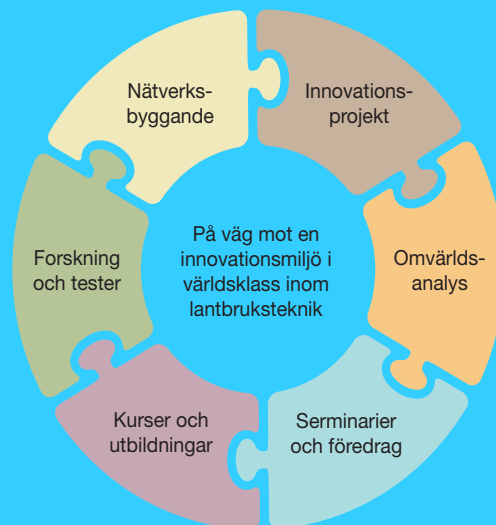 Nätverks-
byggande
Innovations-
projekt
Omvärlds-
analys
Serminarier
och föredrag
Kurser och
utbildningar
Forskning
och tester
På väg mot en
innovationsmiljö i
världsklass inom
lantbruksteknik